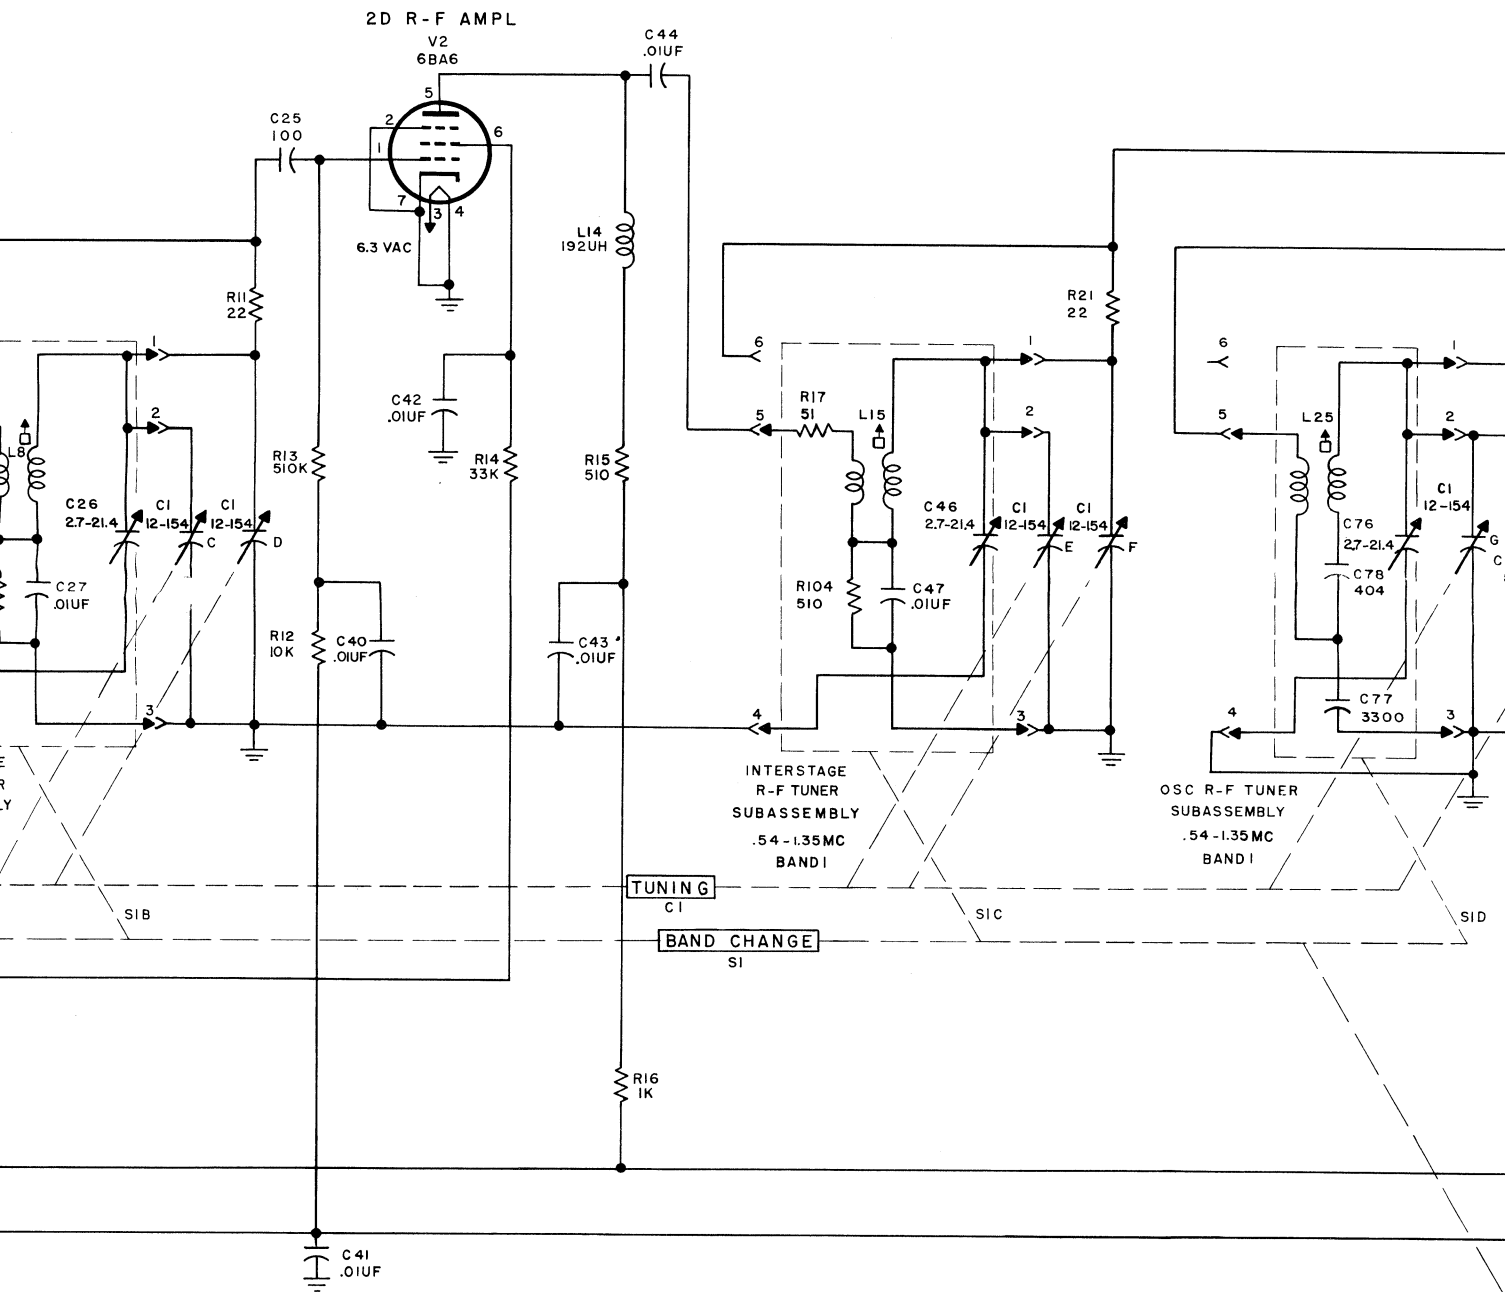 2D R-F AMPL
V2
6BA6
C44
.01UF
5
C25
100
2
1
6
7
3
4
6.3 VAC
L14
192UH
R11
22
R21
22
1
6
1
6
1
2
C42
.01UF
R17
51
5
L15
2
5
L25
2
L8
R13
510K
R14
33K
R15
510
C26
2.7-21.4
C1
12-154
C
C1
12-154
D
C46
2.7-21.4
C1
12-154
E
C1
12-154
F
C1
12-154
G
C76
2.7-21.4
C78
404
C
C27
.01UF
R104
510
C47
.01UF
R12
10K
C40
.01UF
C43
.01UF
C77
3300
3
4
3
4
3
E
R
LY
INTERSTAGE
R-F TUNER
SUBASSEMBLY
.54-1.35MC
BAND 1
OSC R-F TUNER
SUBASSEMBLY
.54-1.35MC
BAND 1
TUNING
C1
S1B
S1C
S1D
BAND CHANGE
S1
R16
1K
C41
.01UF